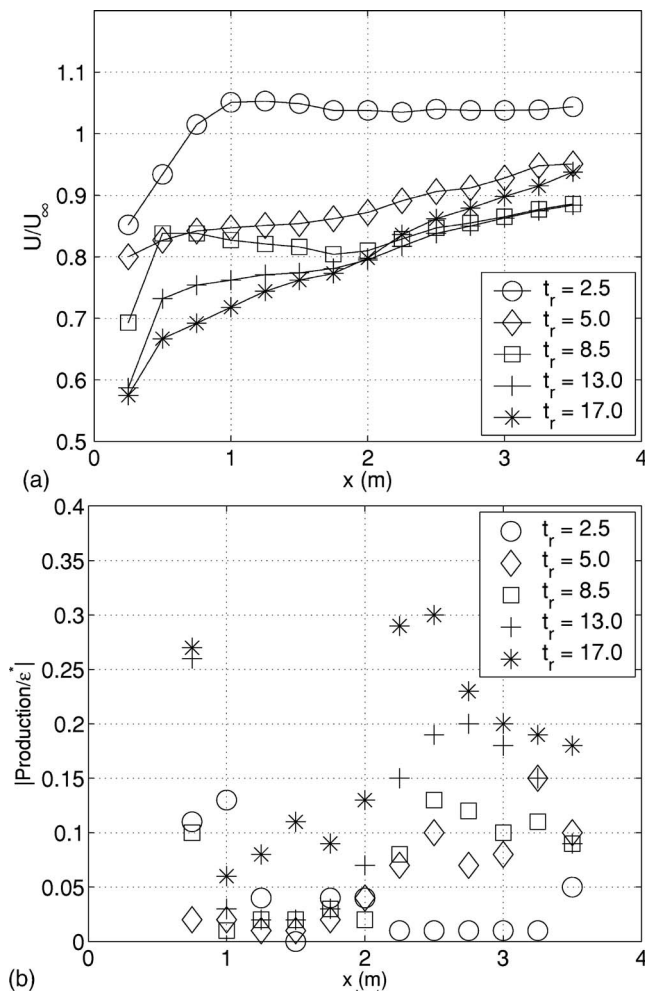 1.1
1
0.9
0.8
0.7
0.6
0.5
U/U∞
0
1
2
3
4
x (m)
(a)
t_r = 2.5
t_r = 5.0
t_r = 8.5
t_r = 13.0
t_r = 17.0
0.4
0.35
0.3
0.25
0.2
0.15
0.1
0.05
0
|Production/ε*|
0
1
2
3
4
x (m)
(b)
t_r = 2.5
t_r = 5.0
t_r = 8.5
t_r = 13.0
t_r = 17.0